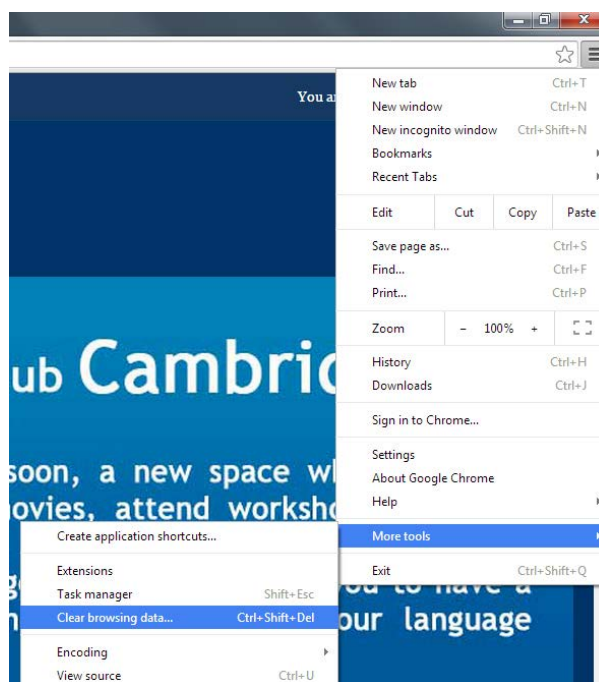 You a
New tab Ctrl+T
New window Ctrl+N
New incognito window Ctrl+Shift+N
Bookmarks
Recent Tabs
Edit Cut Copy Paste
Save page as... Ctrl+S
Find... Ctrl+F
Print... Ctrl+P
Zoom - 100% +
History Ctrl+H
Downloads Ctrl+J
Sign in to Chrome...
Settings
About Google Chrome
Help
More tools
Exit Ctrl+Shift+Q
ub Cambri
soon, a new space w
ovies, attend worksh
Create application shortcuts...
Extensions
Task manager Shift+Esc
Clear browsing data... Ctrl+Shift+Del
Encoding
View source Ctrl+U
you to have a
our language